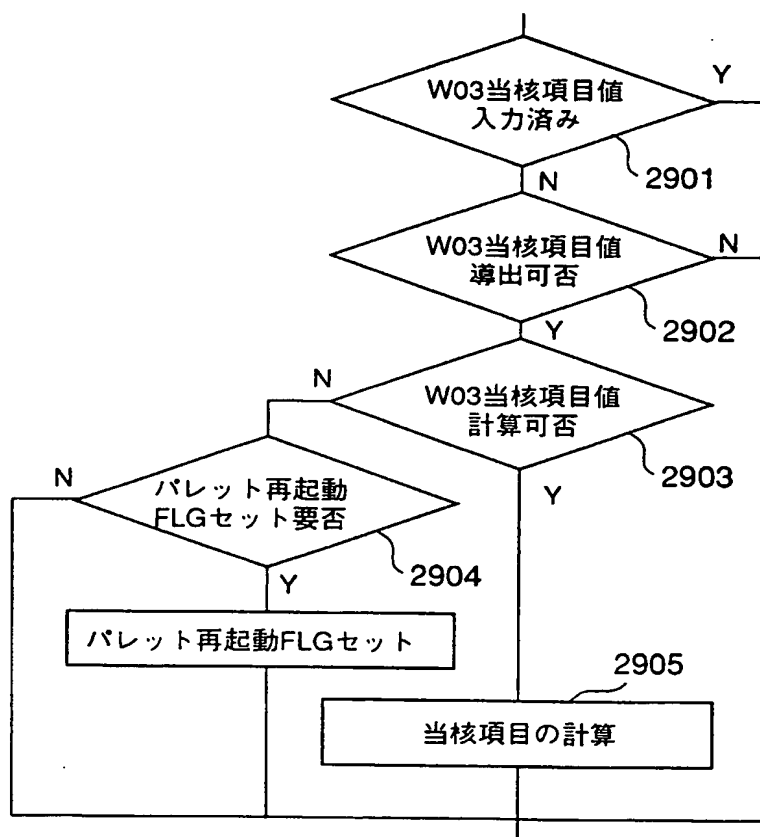 W03当核項目値
入力済み
Y
2901
N
W03当核項目値
導出可否
N
2902
Y
N
W03当核項目値
計算可否
2903
N
パレット再起動
FLGセット要否
Y
2904
Y
パレット再起動FLGセット
2905
当核項目の計算